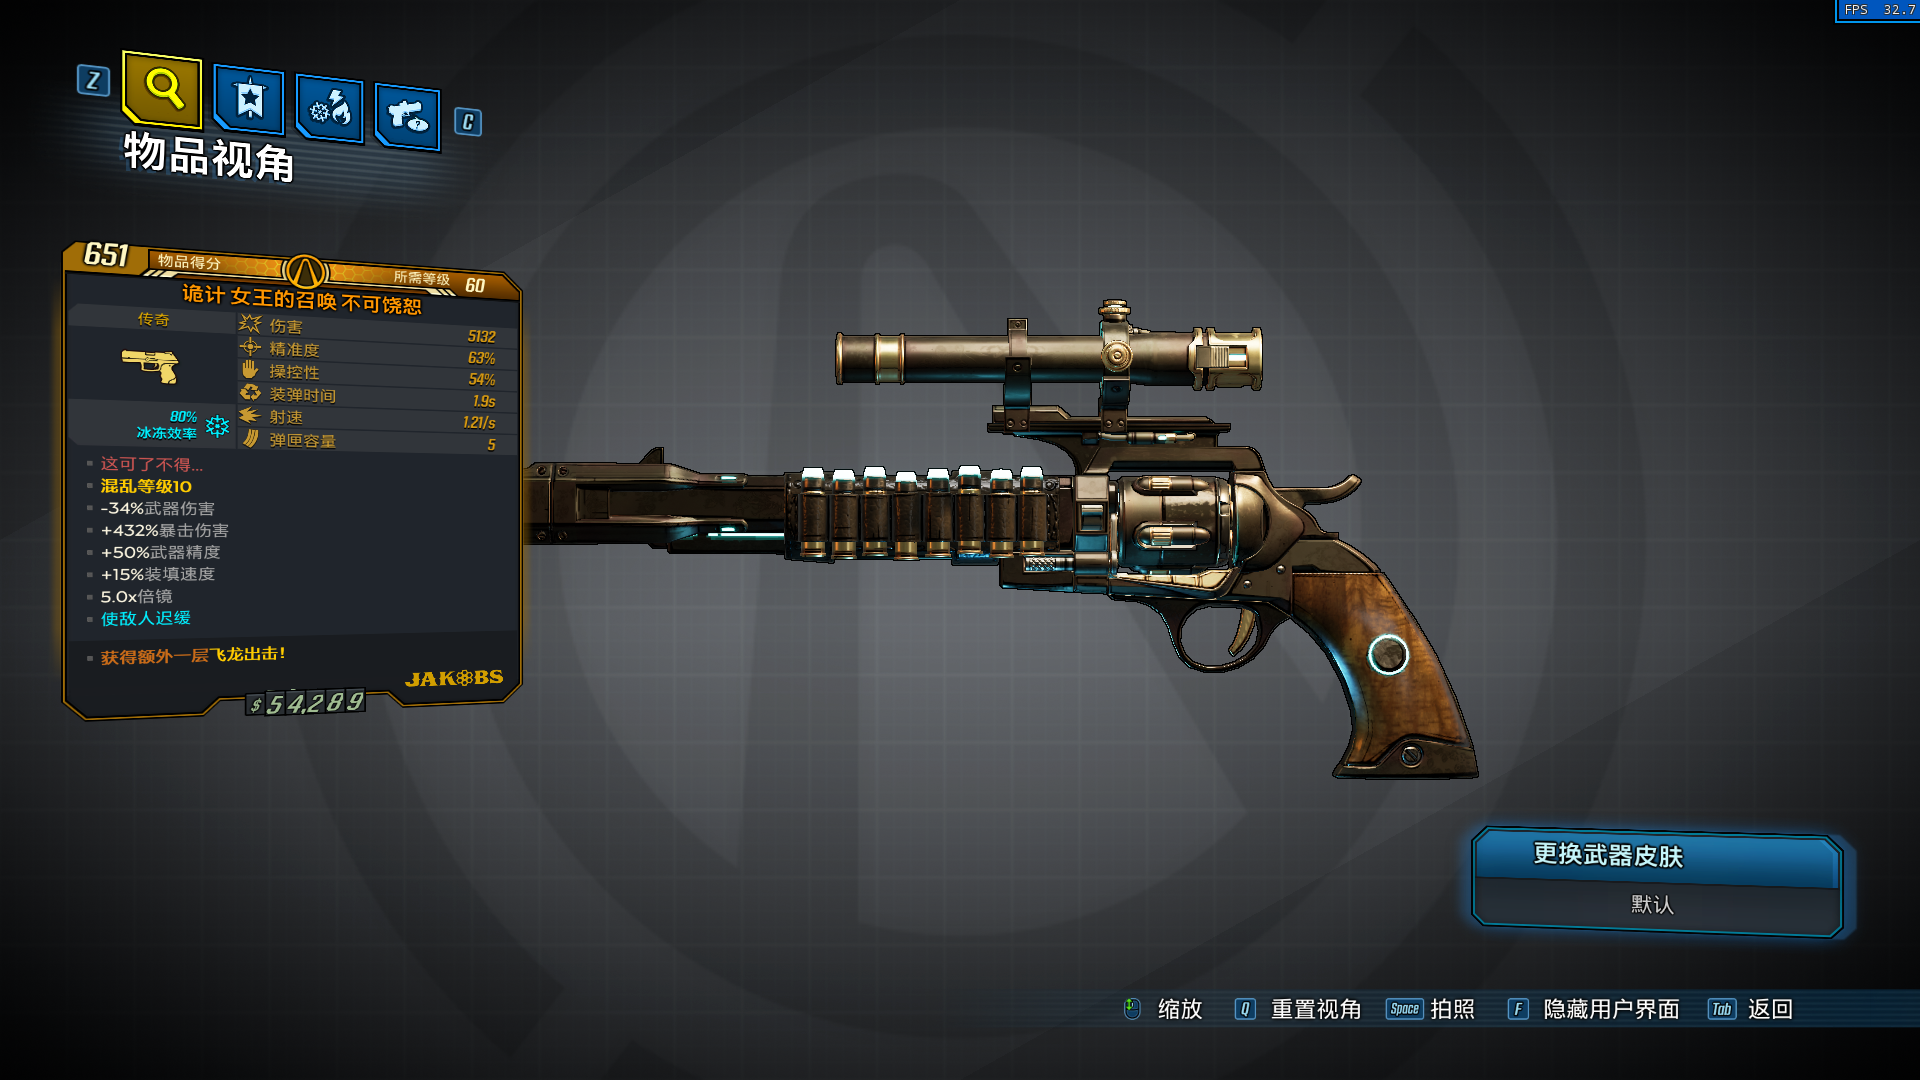 FPS 32.7
Z
C
物品视角
651 物品得分 所需等级 60
诡计 女王的召唤 不可饶恕
传奇
伤害 5132
精准度 63%
操控性 54%
装弹时间 1.9s
射速 1.21/s
弹匣容量 5
80%
冰冻效率
这可了不得...
混乱等级10
-34%武器伤害
+432%暴击伤害
+50%武器精度
+15%装填速度
5.0x倍镜
使敌人迟缓
获得额外一层飞龙出击!
JAKOBS
$54,289
更换武器皮肤
默认
缩放 Q 重置视角 Space 拍照 F 隐藏用户界面 Tab 返回